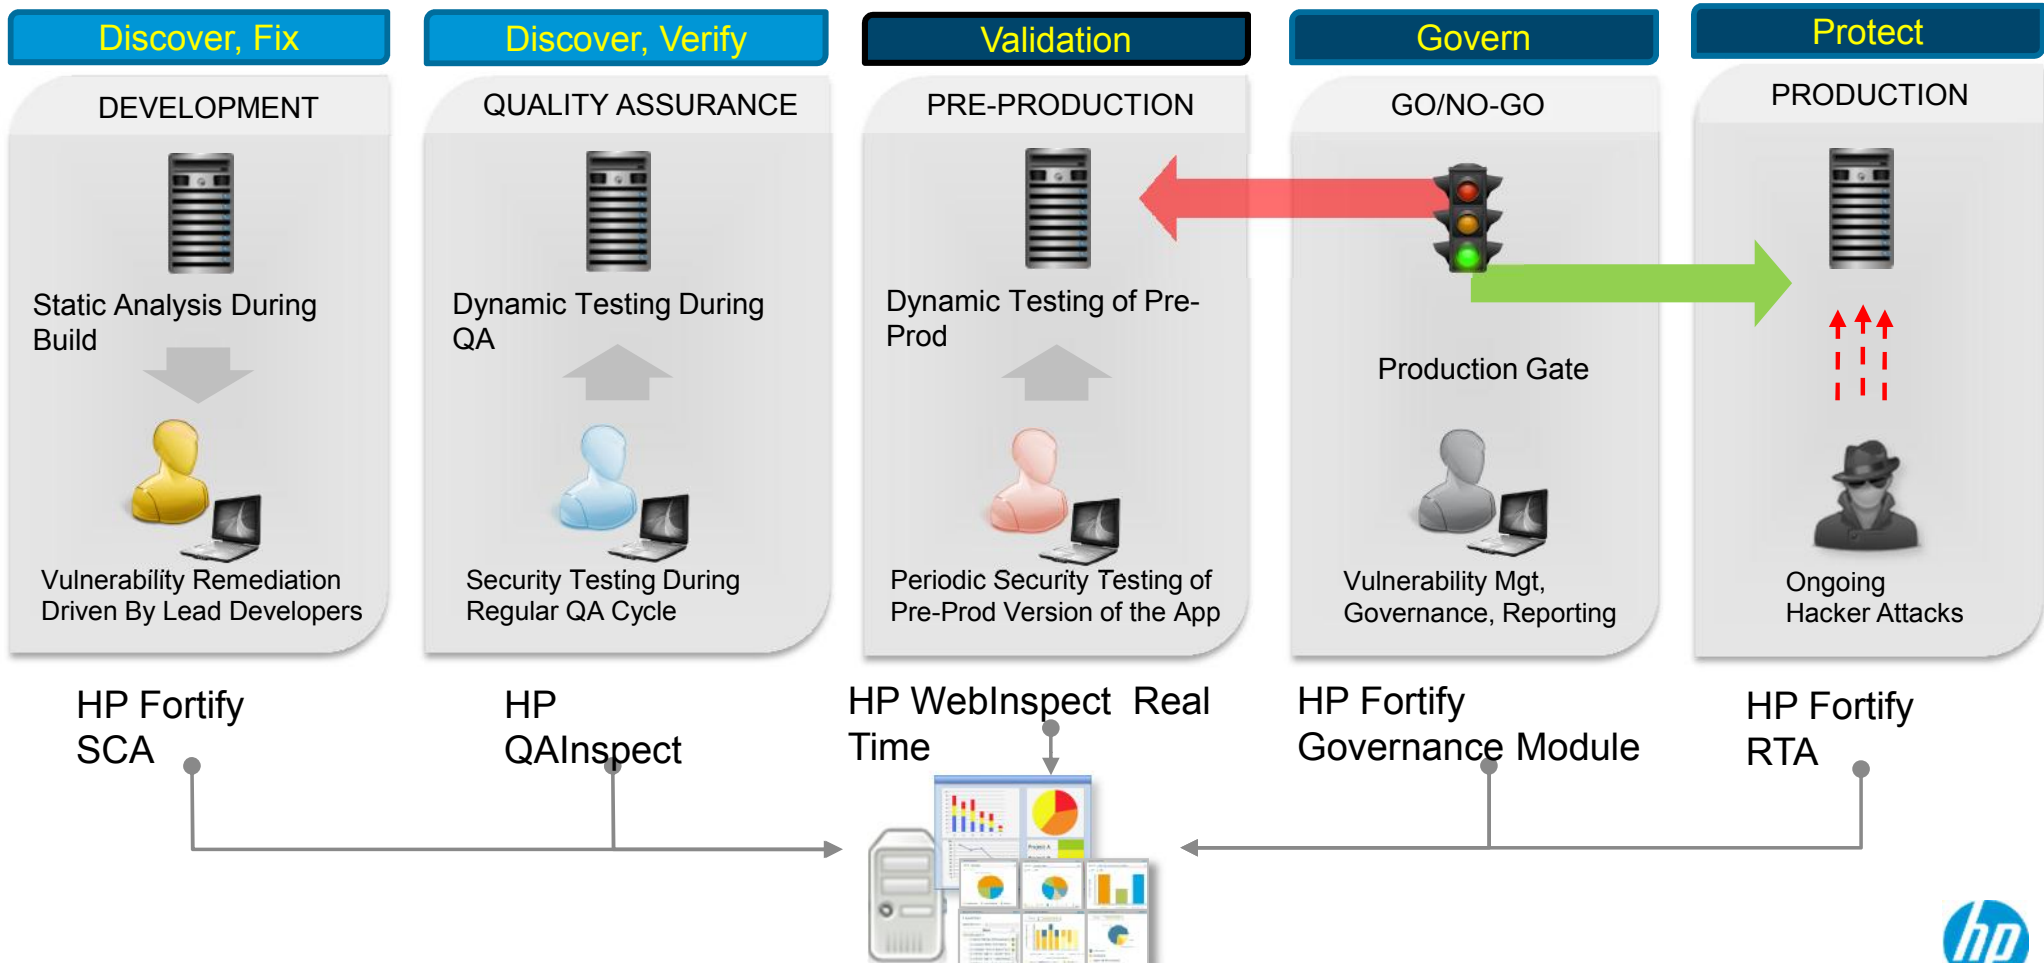 Discover, Fix
Discover, Verify
Validation
Govern
Protect
DEVELOPMENT
QUALITY ASSURANCE
PRE-PRODUCTION
GO/NO-GO
PRODUCTION
Static Analysis During
Build
Dynamic Testing During
QA
Dynamic Testing of Pre-
Prod
Production Gate
Vulnerability Remediation
Driven By Lead Developers
Security Testing During
Regular QA Cycle
Periodic Security Testing of
Pre-Prod Version of the App
Vulnerability Mgt,
Governance, Reporting
Ongoing
Hacker Attacks
HP Fortify
SCA
HP
QAInspect
HP WebInspect Real
Time
HP Fortify
Governance Module
HP Fortify
RTA
Project A
hp